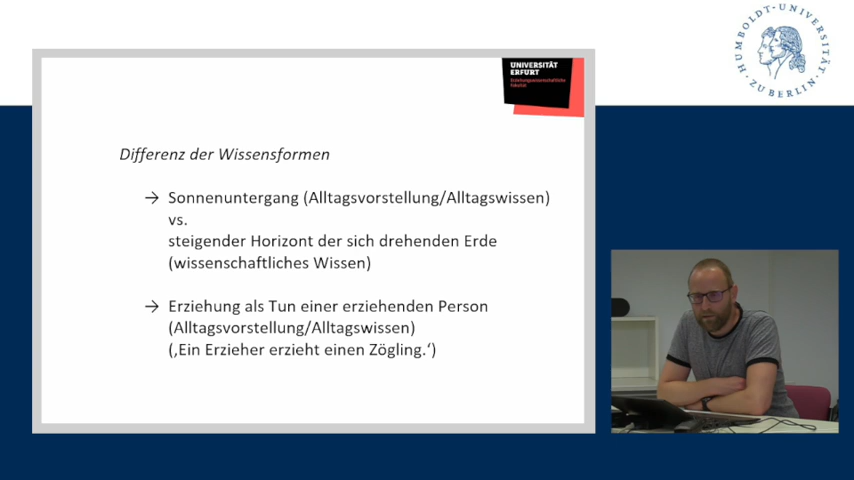 HUMBOLDT-UNIVERSITÄT
ZU BERLIN
UNIVERSITÄT
ERFURT
Erziehungswissenschaftliche
Fakultät
Differenz der Wissensformen
→ Sonnenuntergang (Alltagsvorstellung/Alltagswissen)
vs.
steigender Horizont der sich drehenden Erde
(wissenschaftliches Wissen)
→ Erziehung als Tun einer erziehenden Person
(Alltagsvorstellung/Alltagswissen)
(‚Ein Erzieher erzieht einen Zögling.‘)